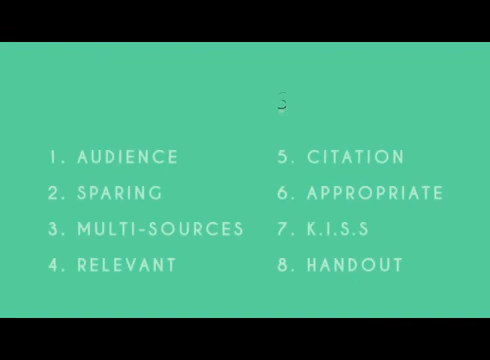 S
1. AUDIENCE
2. SPARING
3. MULTI-SOURCES
4. RELEVANT
5. CITATION
6. APPROPRIATE
7. K.I.S.S
8. HANDOUT